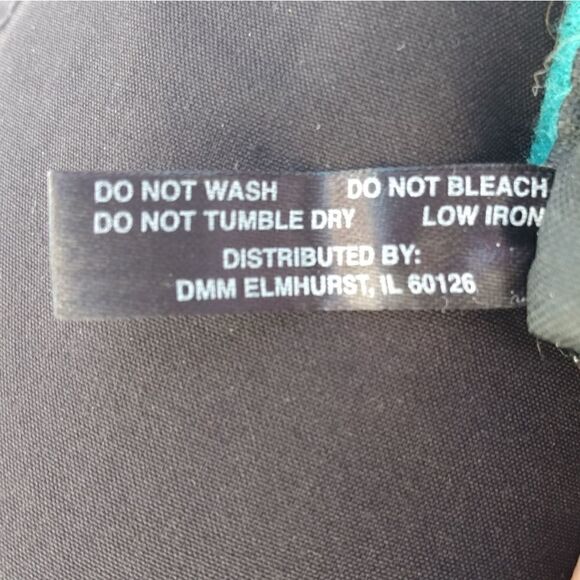 DO NOT WASH DO NOT BLEACH
DO NOT TUMBLE DRY LOW IRON
DISTRIBUTED BY:
DMM ELMHURST, IL 60126